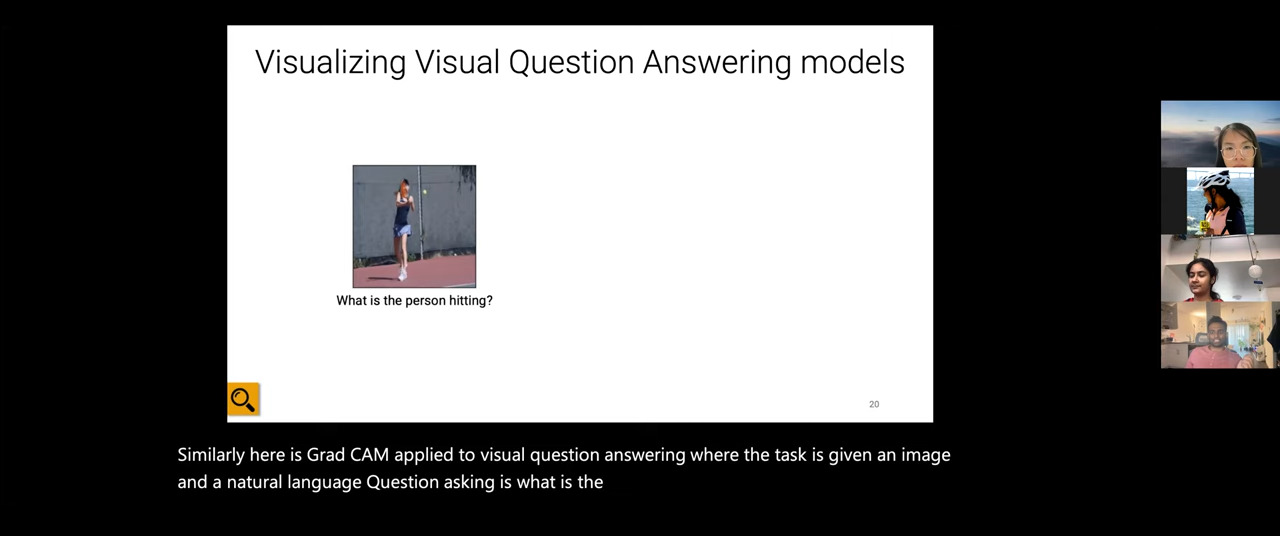 Visualizing Visual Question Answering models
What is the person hitting?
20
Similarly here is Grad CAM applied to visual question answering where the task is given an image
and a natural language Question asking is what is the